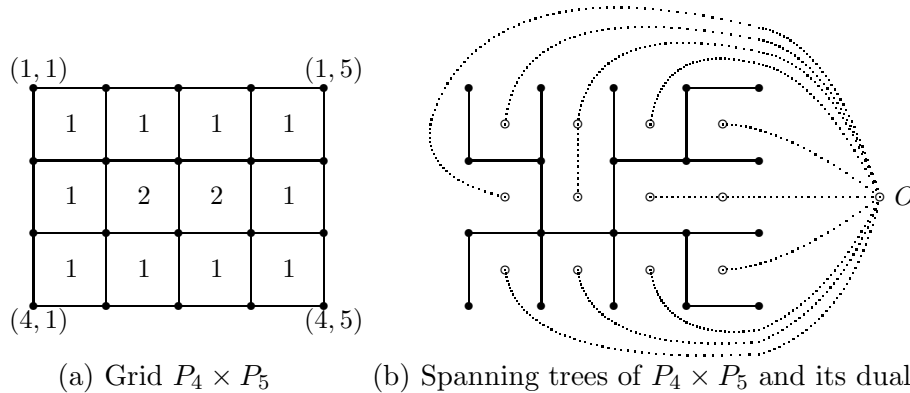 (1, 1)
(1, 5)
1 1 1 1
1 2 2 1
1 1 1 1
(4, 1)
(4, 5)
O
(a) Grid P₄ × P₅
(b) Spanning trees of P₄ × P₅ and its dual